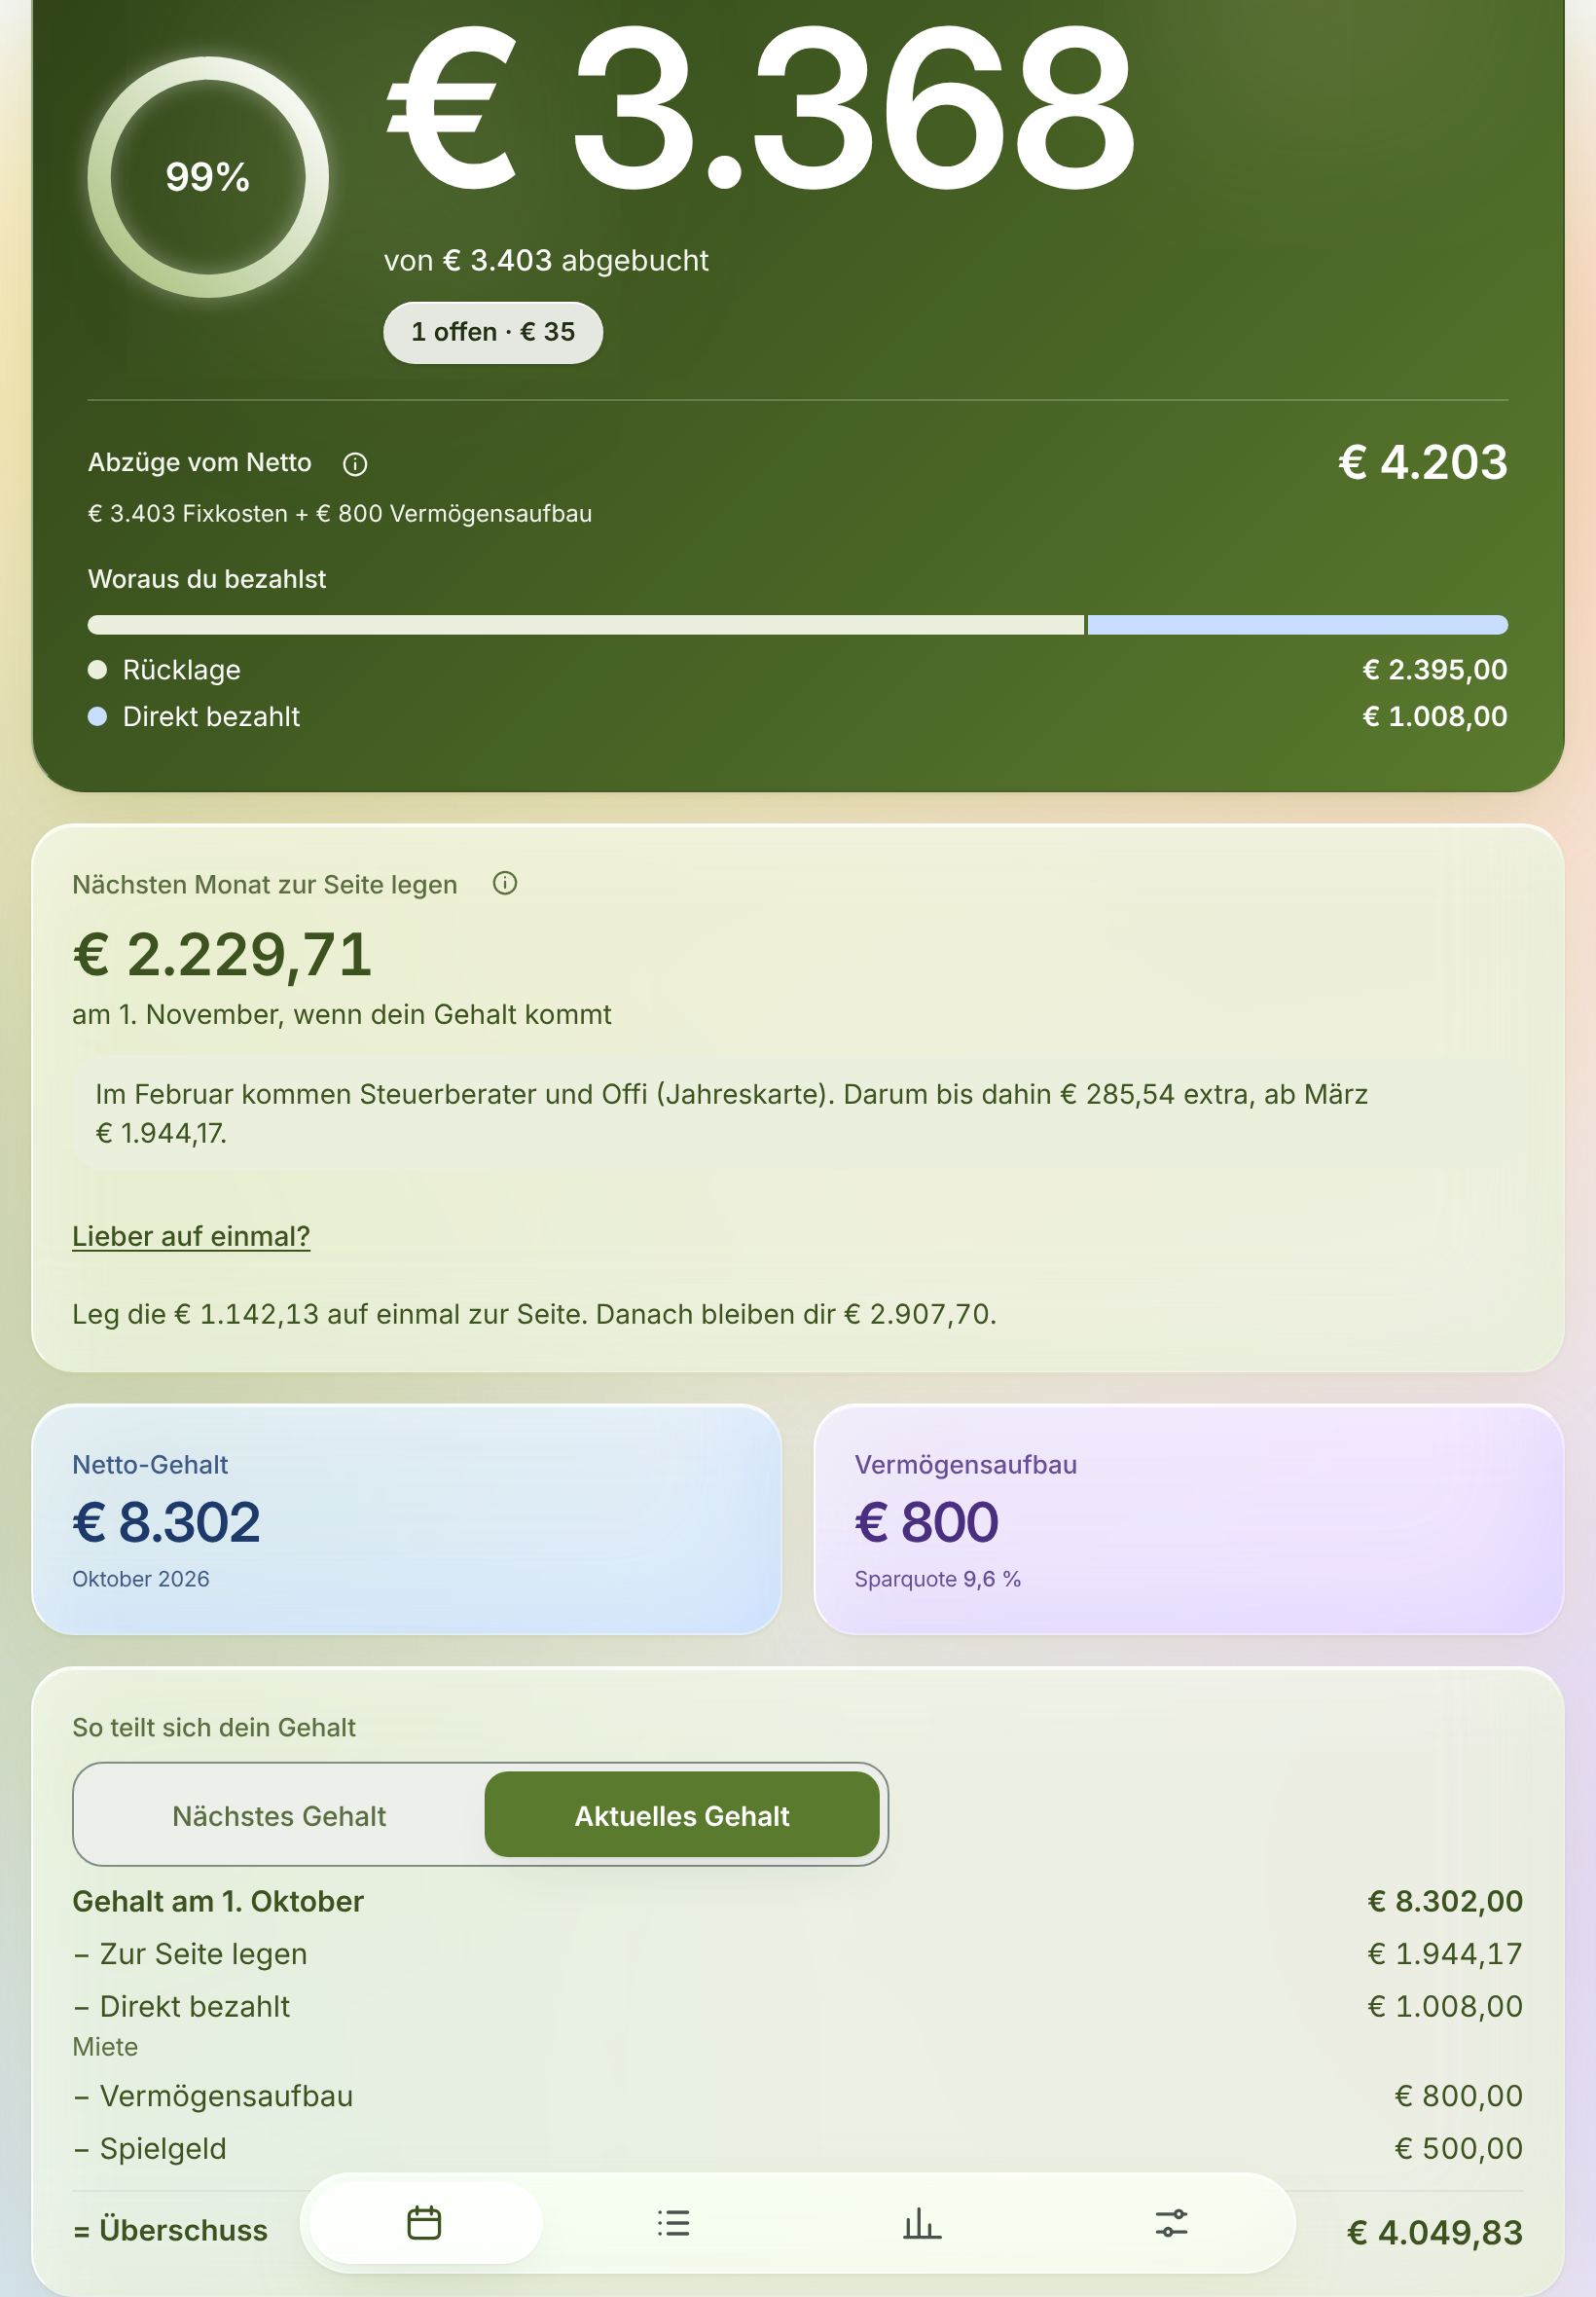 99%
€ 3.368
von € 3.403 abgebucht
1 offen · € 35
Abzüge vom Netto
€ 4.203
€ 3.403 Fixkosten + € 800 Vermögensaufbau
Woraus du bezahlst
Rücklage
€ 2.395,00
Direkt bezahlt
€ 1.008,00
Nächsten Monat zur Seite legen
€ 2.229,71
am 1. November, wenn dein Gehalt kommt
Im Februar kommen Steuerberater und Offi (Jahreskarte). Darum bis dahin € 285,54 extra, ab März
€ 1.944,17.
Lieber auf einmal?
Leg die € 1.142,13 auf einmal zur Seite. Danach bleiben dir € 2.907,70.
Netto-Gehalt
€ 8.302
Oktober 2026
Vermögensaufbau
€ 800
Sparquote 9,6 %
So teilt sich dein Gehalt
Nächstes Gehalt
Aktuelles Gehalt
Gehalt am 1. Oktober
€ 8.302,00
– Zur Seite legen
€ 1.944,17
– Direkt bezahlt
€ 1.008,00
Miete
– Vermögensaufbau
€ 800,00
– Spielgeld
€ 500,00
= Überschuss
€ 4.049,83